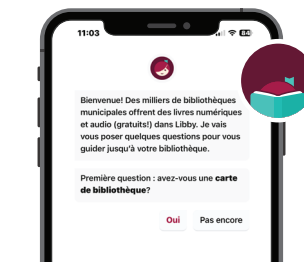 11:03
84
Bienvenue! Des milliers de bibliothèques
municipales offrent des livres numériques
et audio (gratuits!) dans Libby. Je vais
vous poser quelques questions pour vous
guider jusqu'à votre bibliothèque.
Première question : avez-vous une carte
de bibliothèque?
Oui
Pas encore